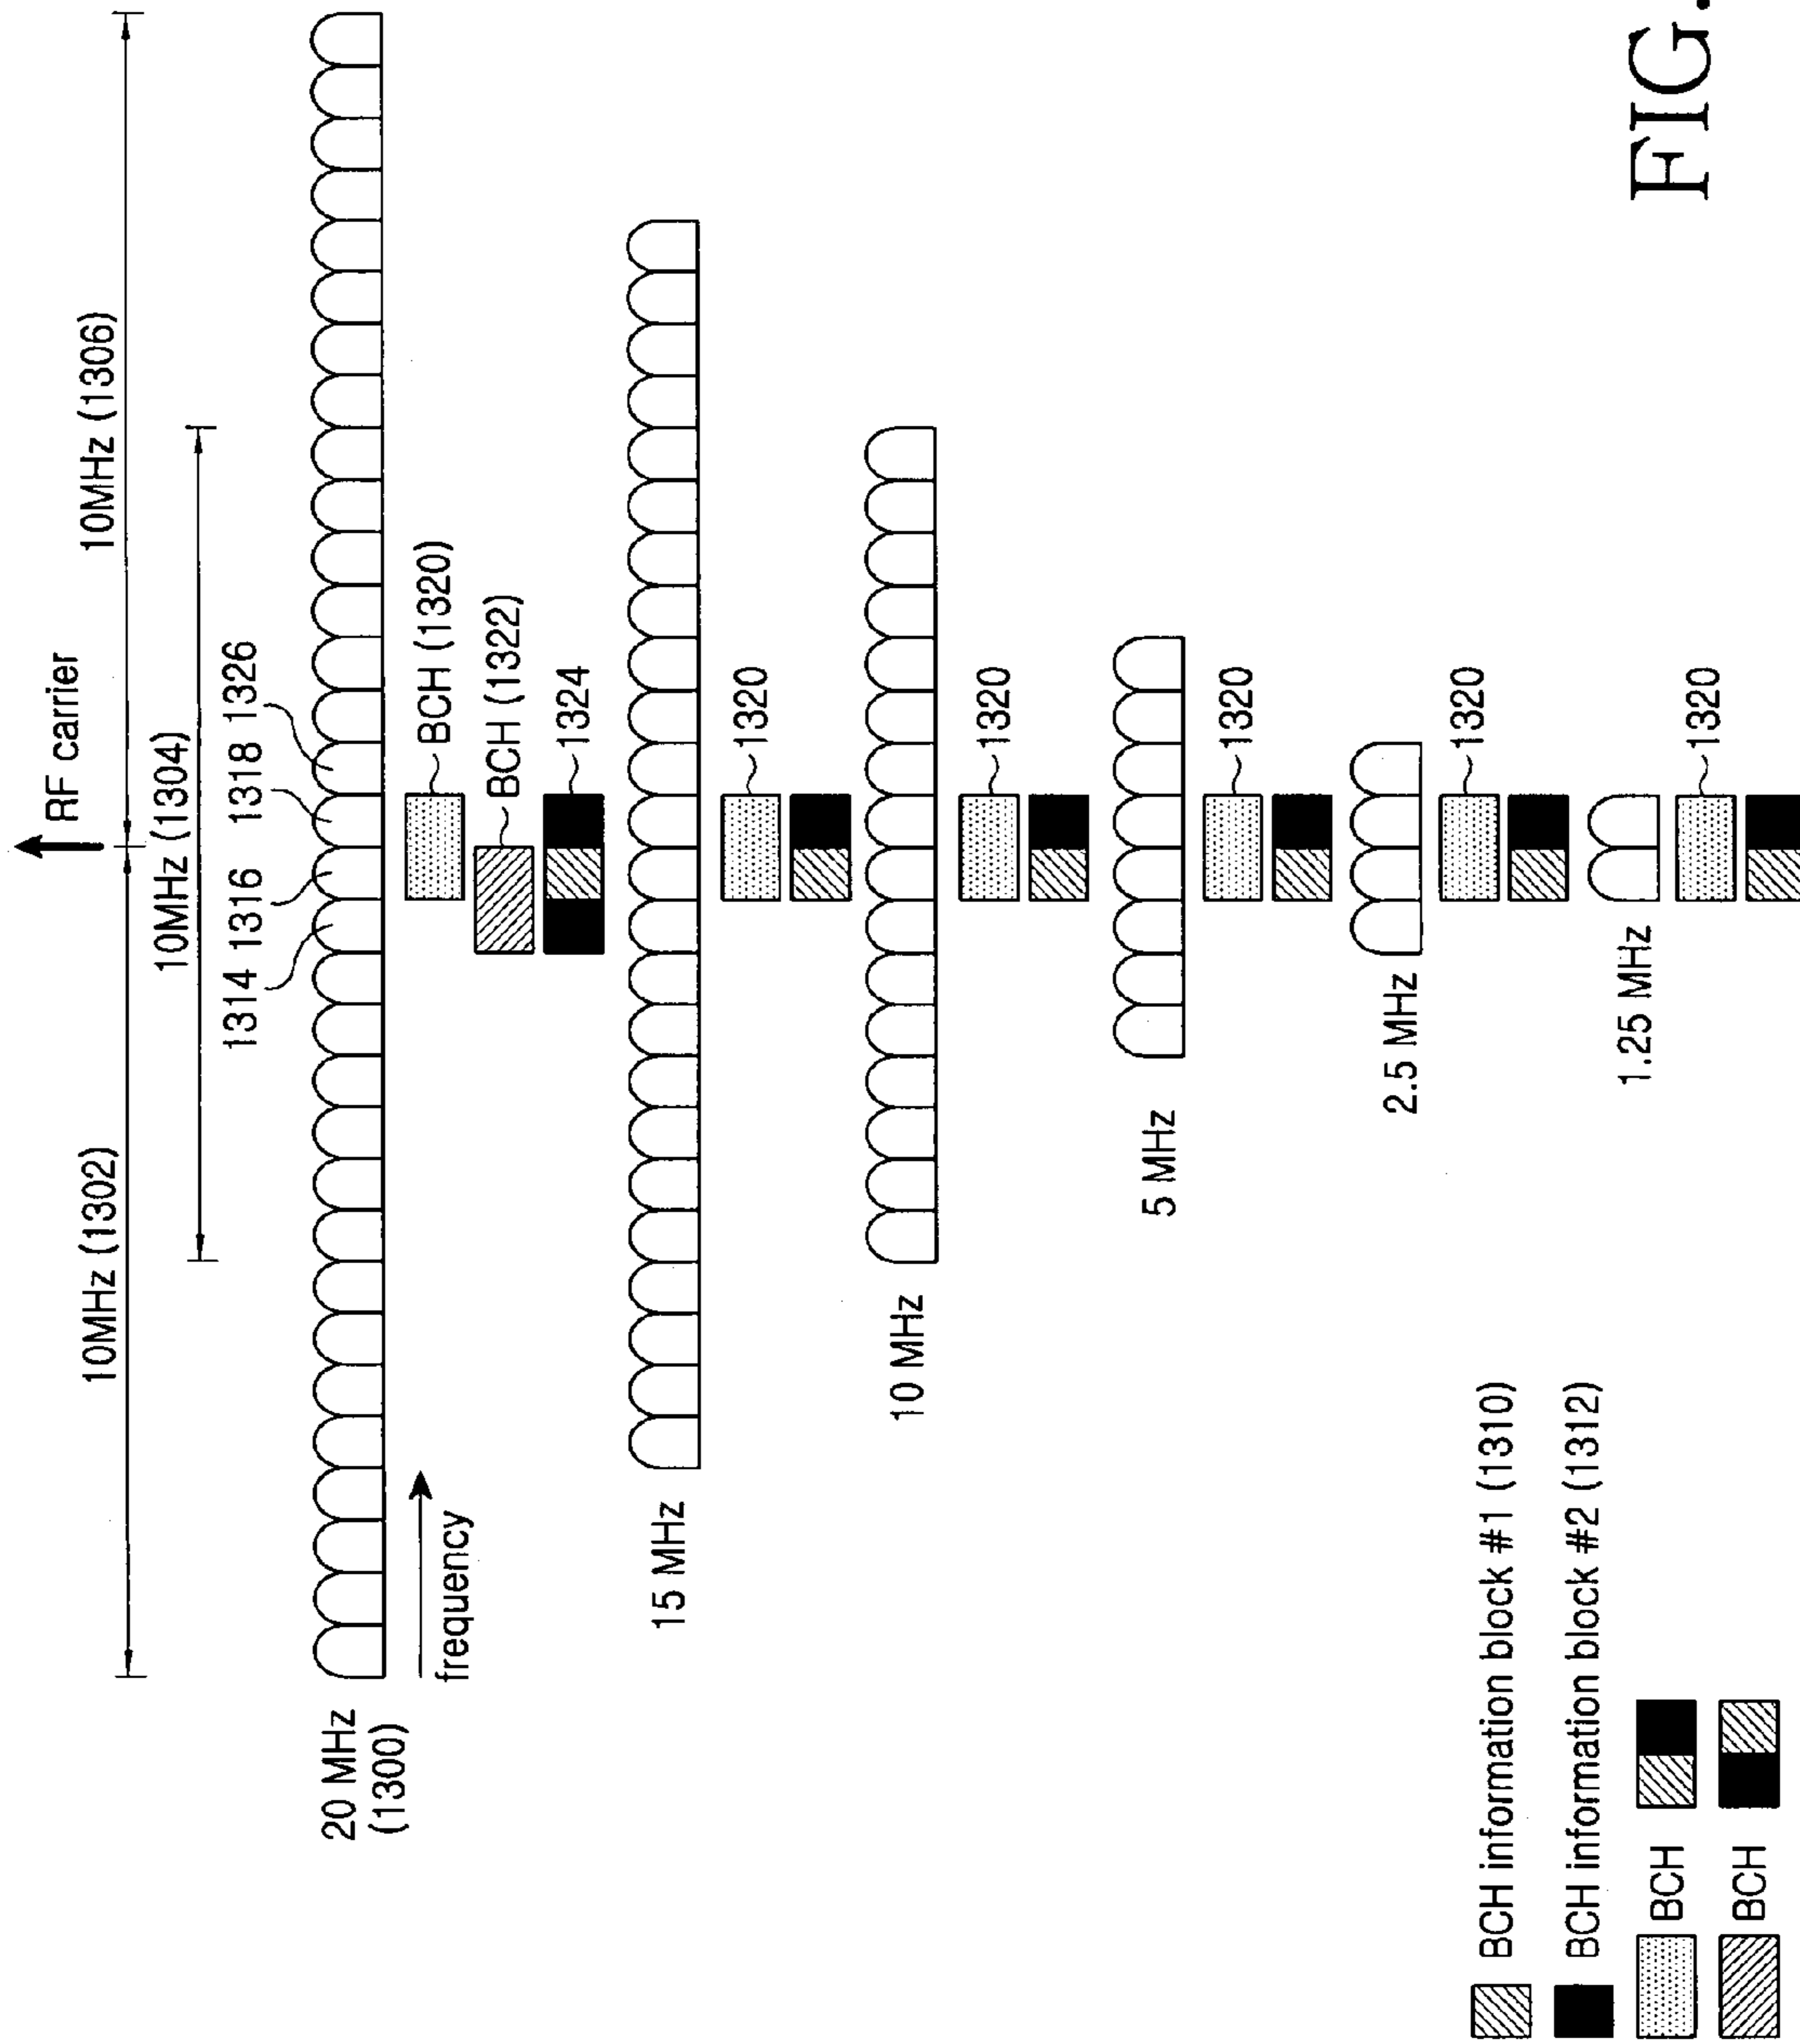 RF carrier
10MHz (1302)
10MHz (1306)
10MHz (1304)
1314 1316 1318 1326
20 MHz
(1300)
frequency
BCH (1320)
BCH (1322)
1324
15 MHz
1320
10 MHz
1320
5 MHz
1320
2.5 MHz
1320
1.25 MHz
1320
BCH information block #1 (1310)
BCH information block #2 (1312)
BCH
BCH
FIG.